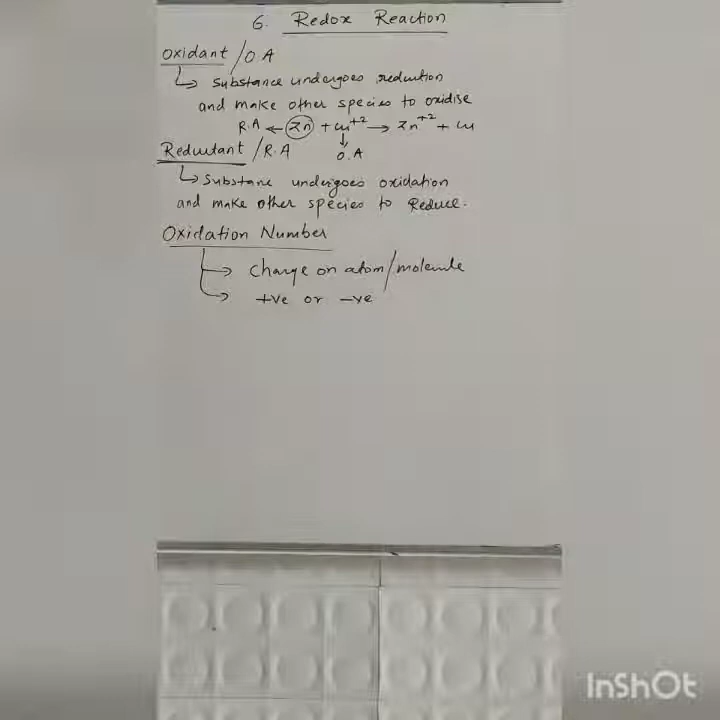 6. Redox Reaction
Oxidant / O.A
↳ Substance undergoes reduction
and make other species to oxidise
R.A ← Zn + Cu⁺² → Zn⁺² + Cu
↓
O.A
Reductant / R.A
↳ Substane undergoes oxidation
and make other species to Reduce.
Oxidation Number
→ Charge on atom/molecule
→ +ve or -ve
InShOt